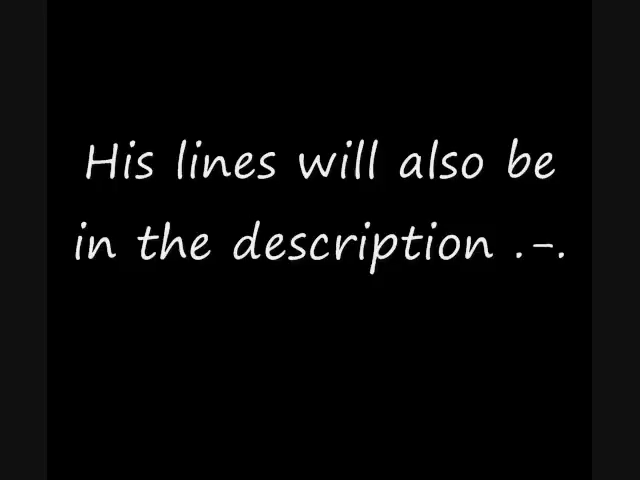 His lines will also be
in the description .-.